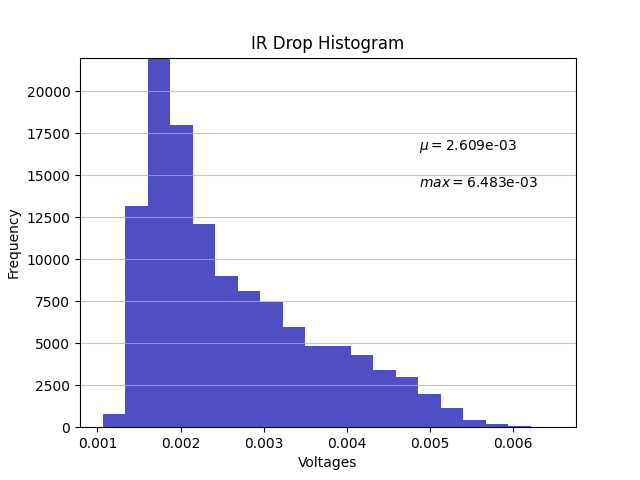 IR Drop Histogram
20000
17500
15000
12500
10000
7500
5000
2500
0
Frequency
μ = 2.609e-03
max = 6.483e-03
0.001 0.002 0.003 0.004 0.005 0.006
Voltages